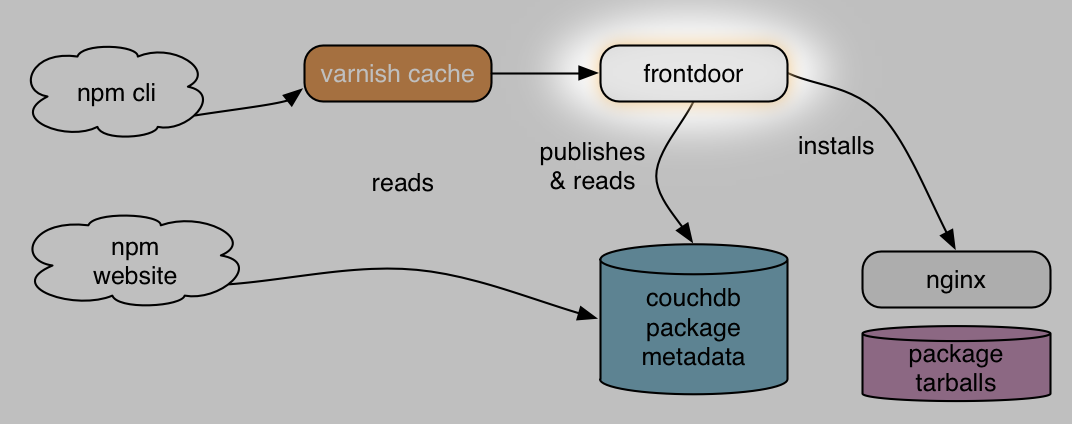 npm cli
varnish cache
frontdoor
publishes
& reads
installs
reads
npm
website
couchdb
package
metadata
nginx
package
tarballs